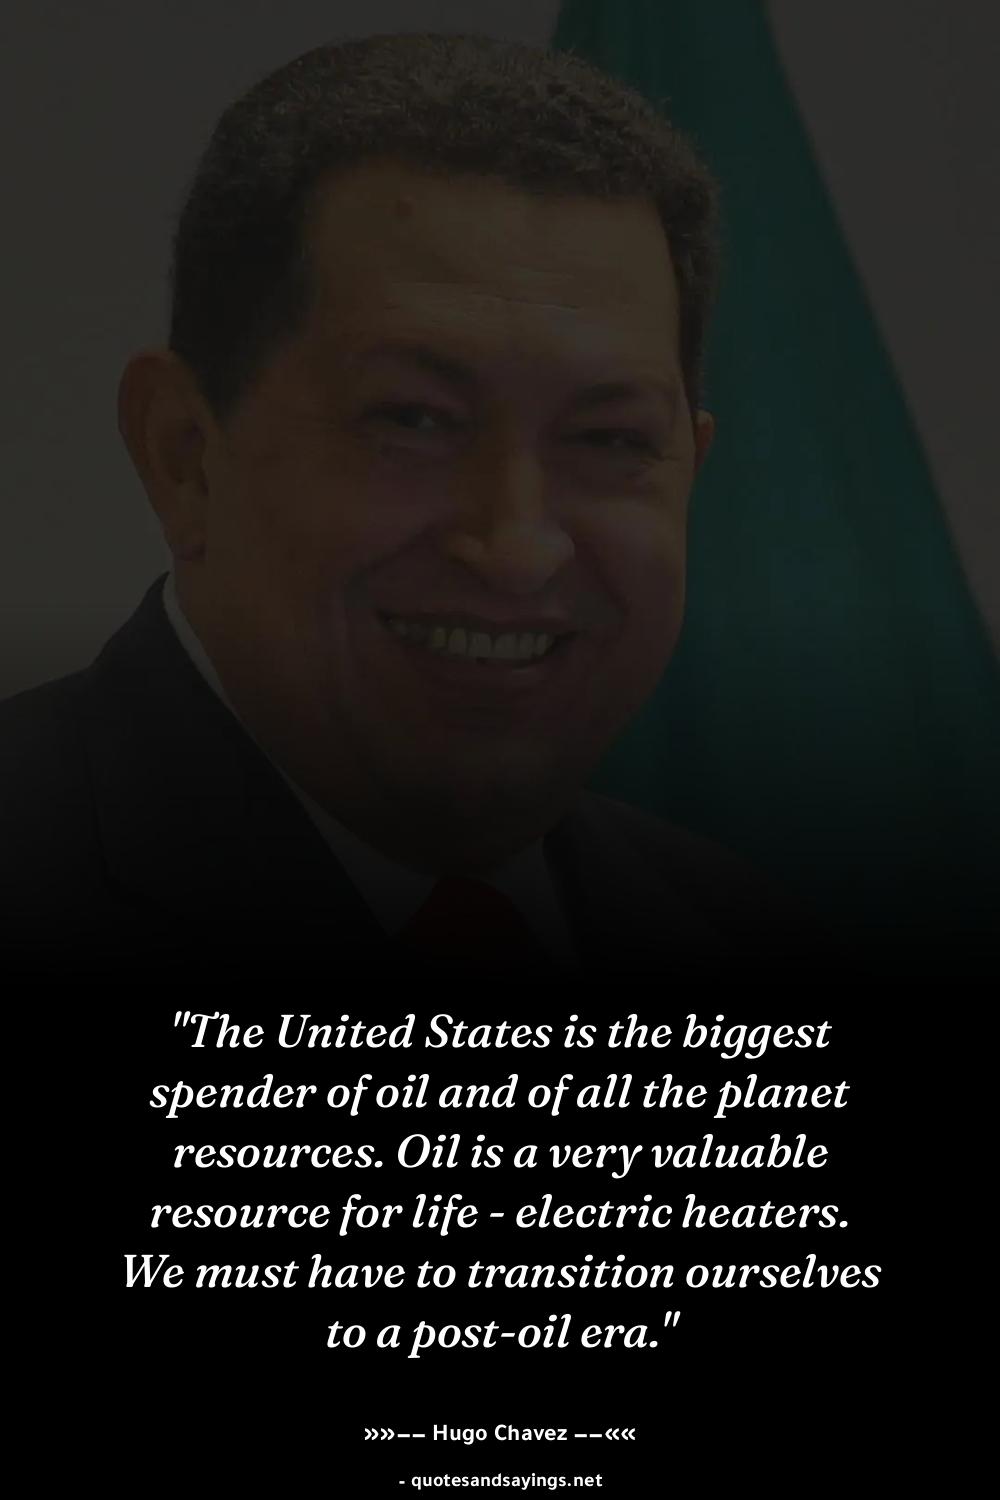 "The United States is the biggest
spender of oil and of all the planet
resources. Oil is a very valuable
resource for life - electric heaters.
We must have to transition ourselves
to a post-oil era."
»»-- Hugo Chavez --««
- quotesandsayings.net